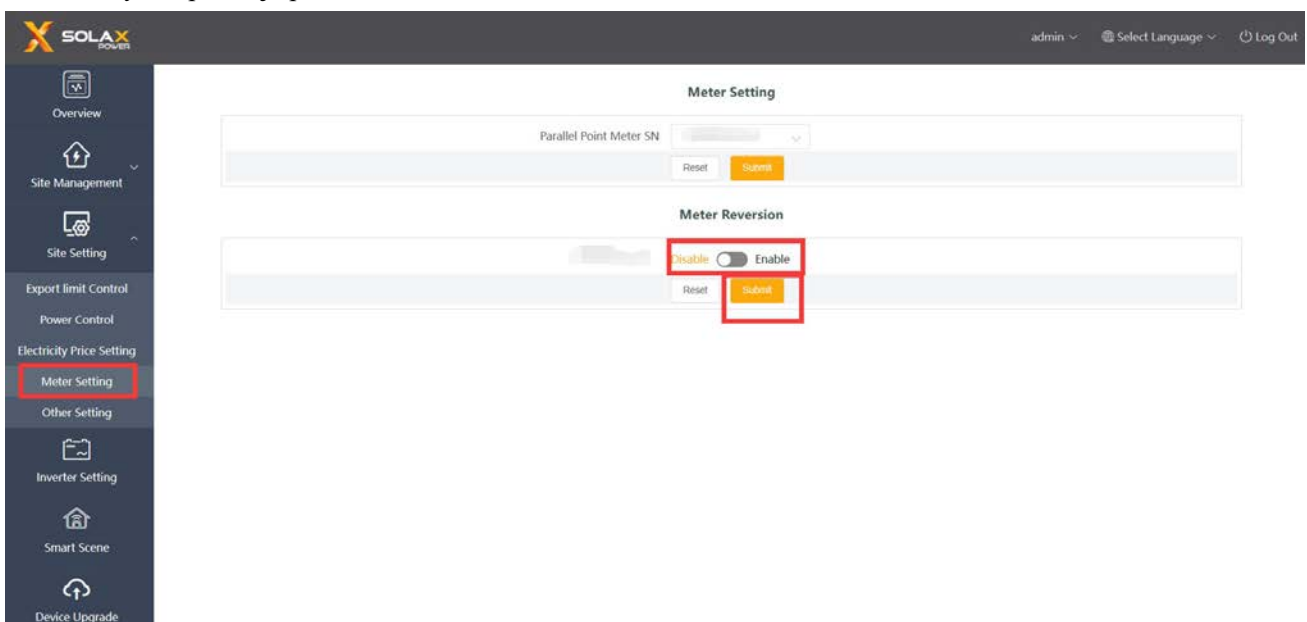 SOLAX
POWER
admin
Select Language
Log Out
Overview
Site Management
Site Setting
Export limit Control
Power Control
Electricity Price Setting
Meter Setting
Other Setting
Inverter Setting
Smart Scene
Device Upgrade
Meter Setting
Parallel Point Meter SN
Reset Submit
Meter Reversion
Disable Enable
Reset Submit